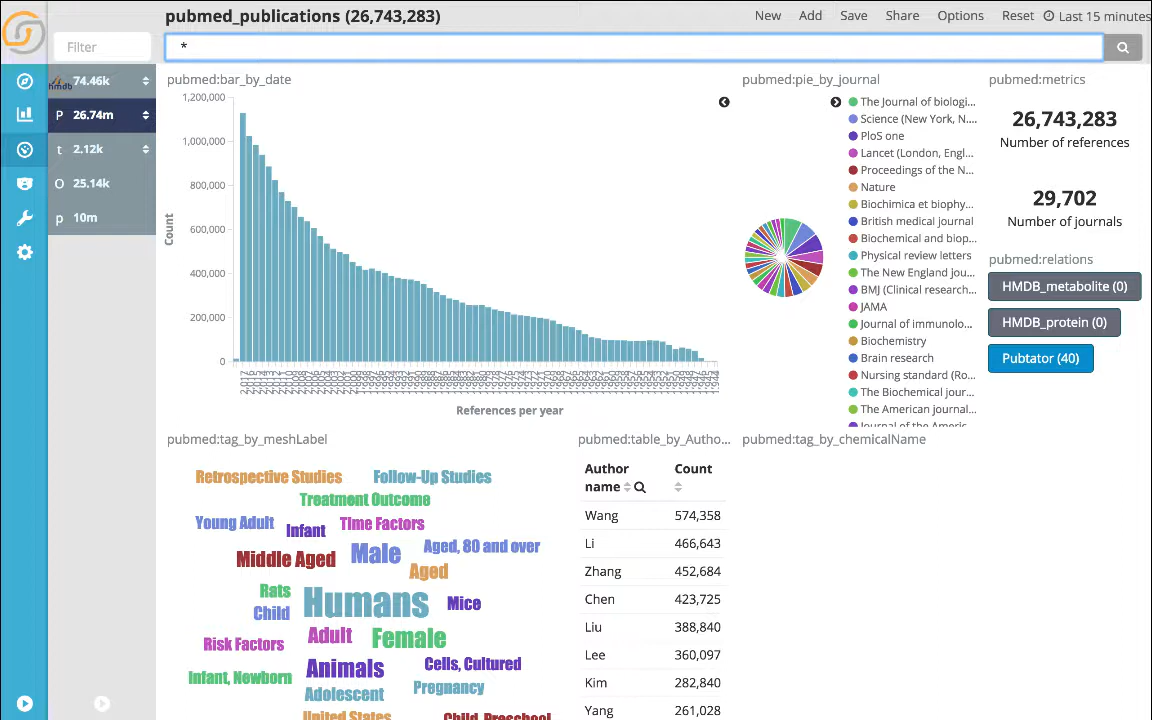 pubmed_publications (26,743,283)
New Add Save Share Options Reset Last 15 minutes
Filter
*
hmdb 74.46k
P 26.74m
t 2.12k
O 25.14k
p 10m
pubmed:bar_by_date
1,200,000
1,000,000
800,000
600,000
400,000
200,000
0
Count
References per year
pubmed:pie_by_journal
The Journal of biologi...
Science (New York, N....
PloS one
Lancet (London, Engl...
Proceedings of the N...
Nature
Biochimica et biophy...
British medical journal
Biochemical and biop...
Physical review letters
The New England jou...
BMJ (Clinical research...
JAMA
Journal of immunolo...
Biochemistry
Brain research
Nursing standard (Ro...
The Biochemical jour...
The American journal...
Journal of the Americ...
pubmed:metrics
26,743,283
Number of references
29,702
Number of journals
pubmed:relations
HMDB_metabolite (0)
HMDB_protein (0)
Pubtator (40)
pubmed:tag_by_meshLabel
Retrospective Studies Follow-Up Studies
Treatment Outcome
Young Adult Infant Time Factors
Middle Aged Male Aged, 80 and over
Aged
Rats
Child Humans Mice
Risk Factors Adult Female
Infant, Newborn Animals Cells, Cultured
Adolescent Pregnancy
United States Child, Preschool
pubmed:table_by_Autho...
Author name Count
Wang 574,358
Li 466,643
Zhang 452,684
Chen 423,725
Liu 388,840
Lee 360,097
Kim 282,840
Yang 261,028
pubmed:tag_by_chemicalName